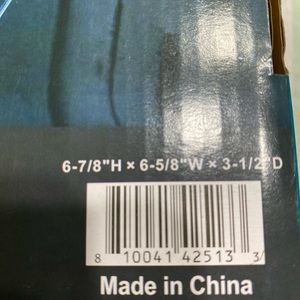 6-7/8"H × 6-5/8"W × 3-1/2"D
8 10041 42513 3
Made in China